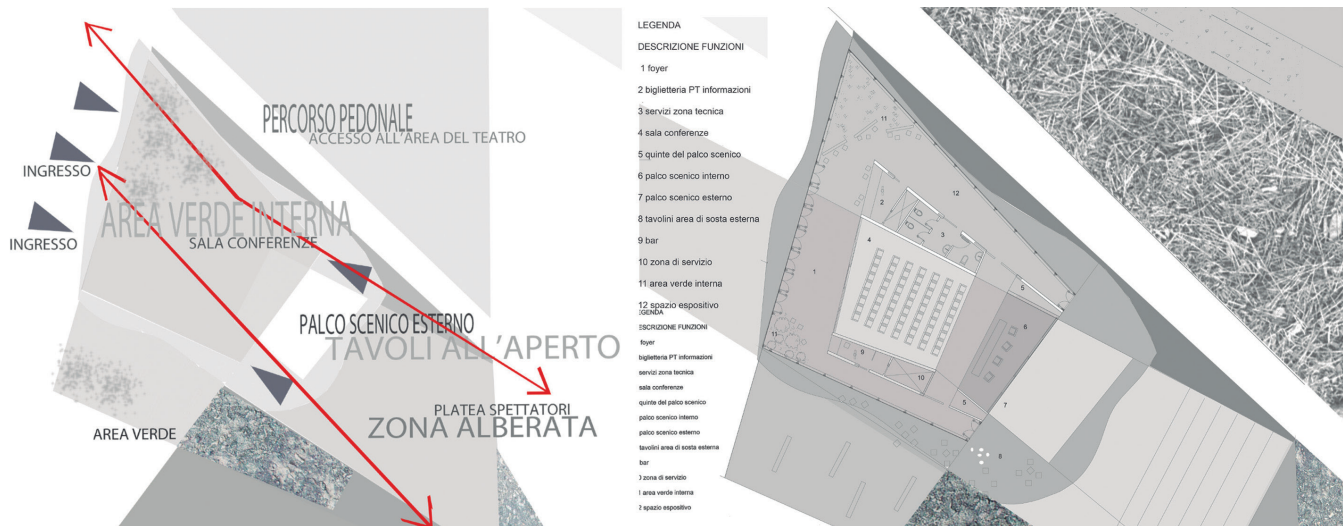 PERCORSO PEDONALE
ACCESSO ALL'AREA DEL TEATRO
INGRESSO
AREA VERDE INTERNA
SALA CONFERENZE
INGRESSO
PALCO SCENICO ESTERNO
TAVOLI ALL'APERTO
PLATEA SPETTATORI
ZONA ALBERATA
AREA VERDE
LEGENDA
DESCRIZIONE FUNZIONI
1 foyer
2 biglietteria PT informazioni
3 servizi zona tecnica
4 sala conferenze
5 quinte del palco scenico
6 palco scenico interno
7 palco scenico esterno
8 tavolini area di sosta esterna
9 bar
10 zona di servizio
11 area verde interna
12 spazio espositivo
EGENDA
ESCRIZIONE FUNZIONI
foyer
biglietteria PT informazioni
servizi zona tecnica
sala conferenze
quinte del palco scenico
palco scenico interno
palco scenico esterno
tavolini area di sosta esterna
bar
0 zona di servizio
1 area verde interna
2 spazio espositivo
11
12
2
3
4
1
5
6
11
9
10
5
7
8